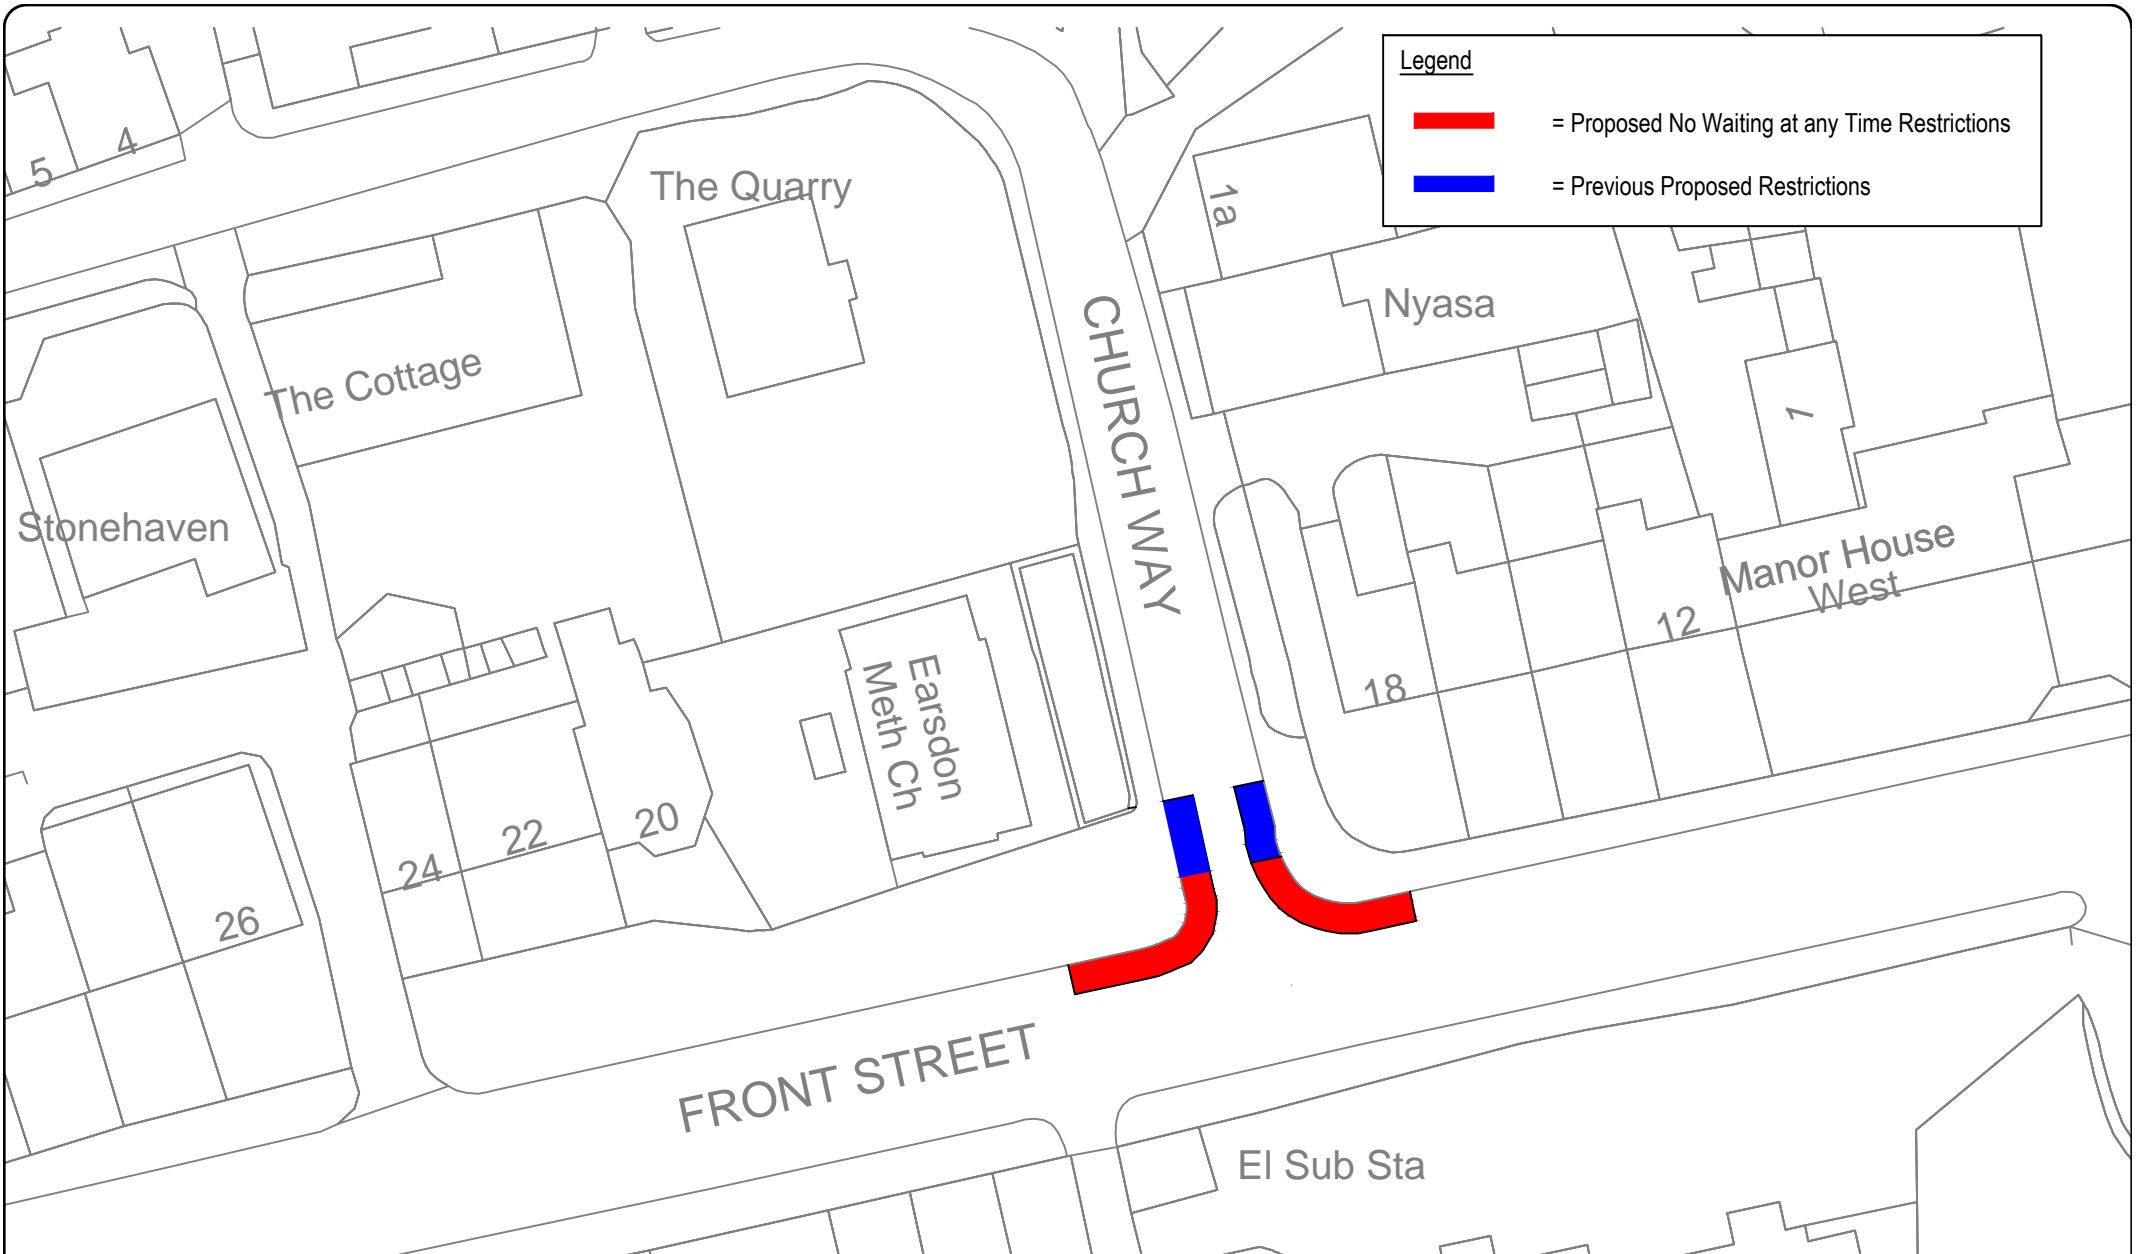 Legend
= Proposed No Waiting at any Time Restrictions
= Previous Proposed Restrictions
5
4
The Quarry
1a
Nyasa
CHURCH WAY
The Cottage
1
Stonehaven
Manor House
West
12
18
Earsdon
Meth Ch
20
22
24
26
FRONT STREET
El Sub Sta